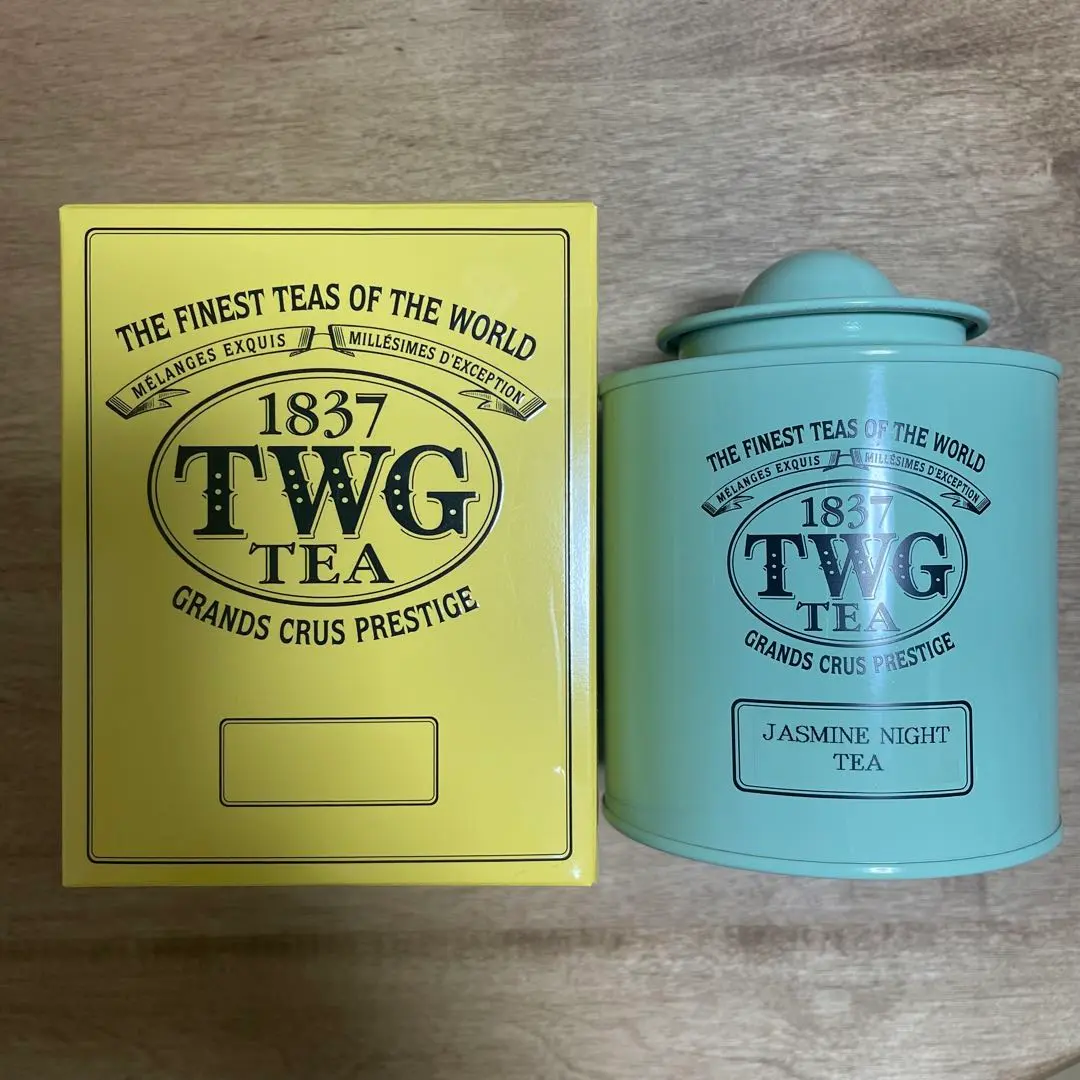 THE FINEST TEAS OF THE WORLD
MÉLANGES EXQUIS MILLÉSIMES D'EXCEPTION
1837
TWG
TEA
GRANDS CRUS PRESTIGE
THE FINEST TEAS OF THE WORLD
MÉLANGES EXQUIS MILLÉSIMES D'EXCEPTION
1837
TWG
TEA
GRANDS CRUS PRESTIGE
JASMINE NIGHT
TEA